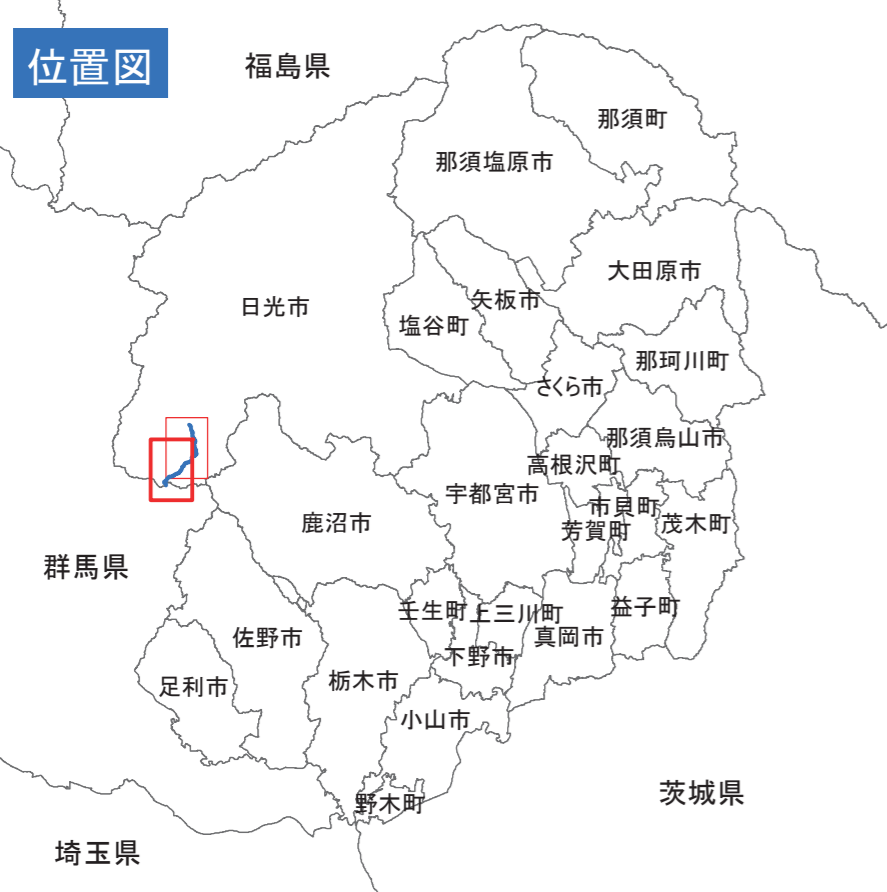 位置図
福島県
那須町
那須塩原市
大田原市
日光市
矢板市
塩谷町
那珂川町
さくら市
那須烏山市
高根沢町
宇都宮市
市貝町
鹿沼市
芳賀町
茂木町
群馬県
壬生町
上三川町
益子町
佐野市
真岡市
下野市
足利市
栃木市
小山市
野木町
茨城県
埼玉県